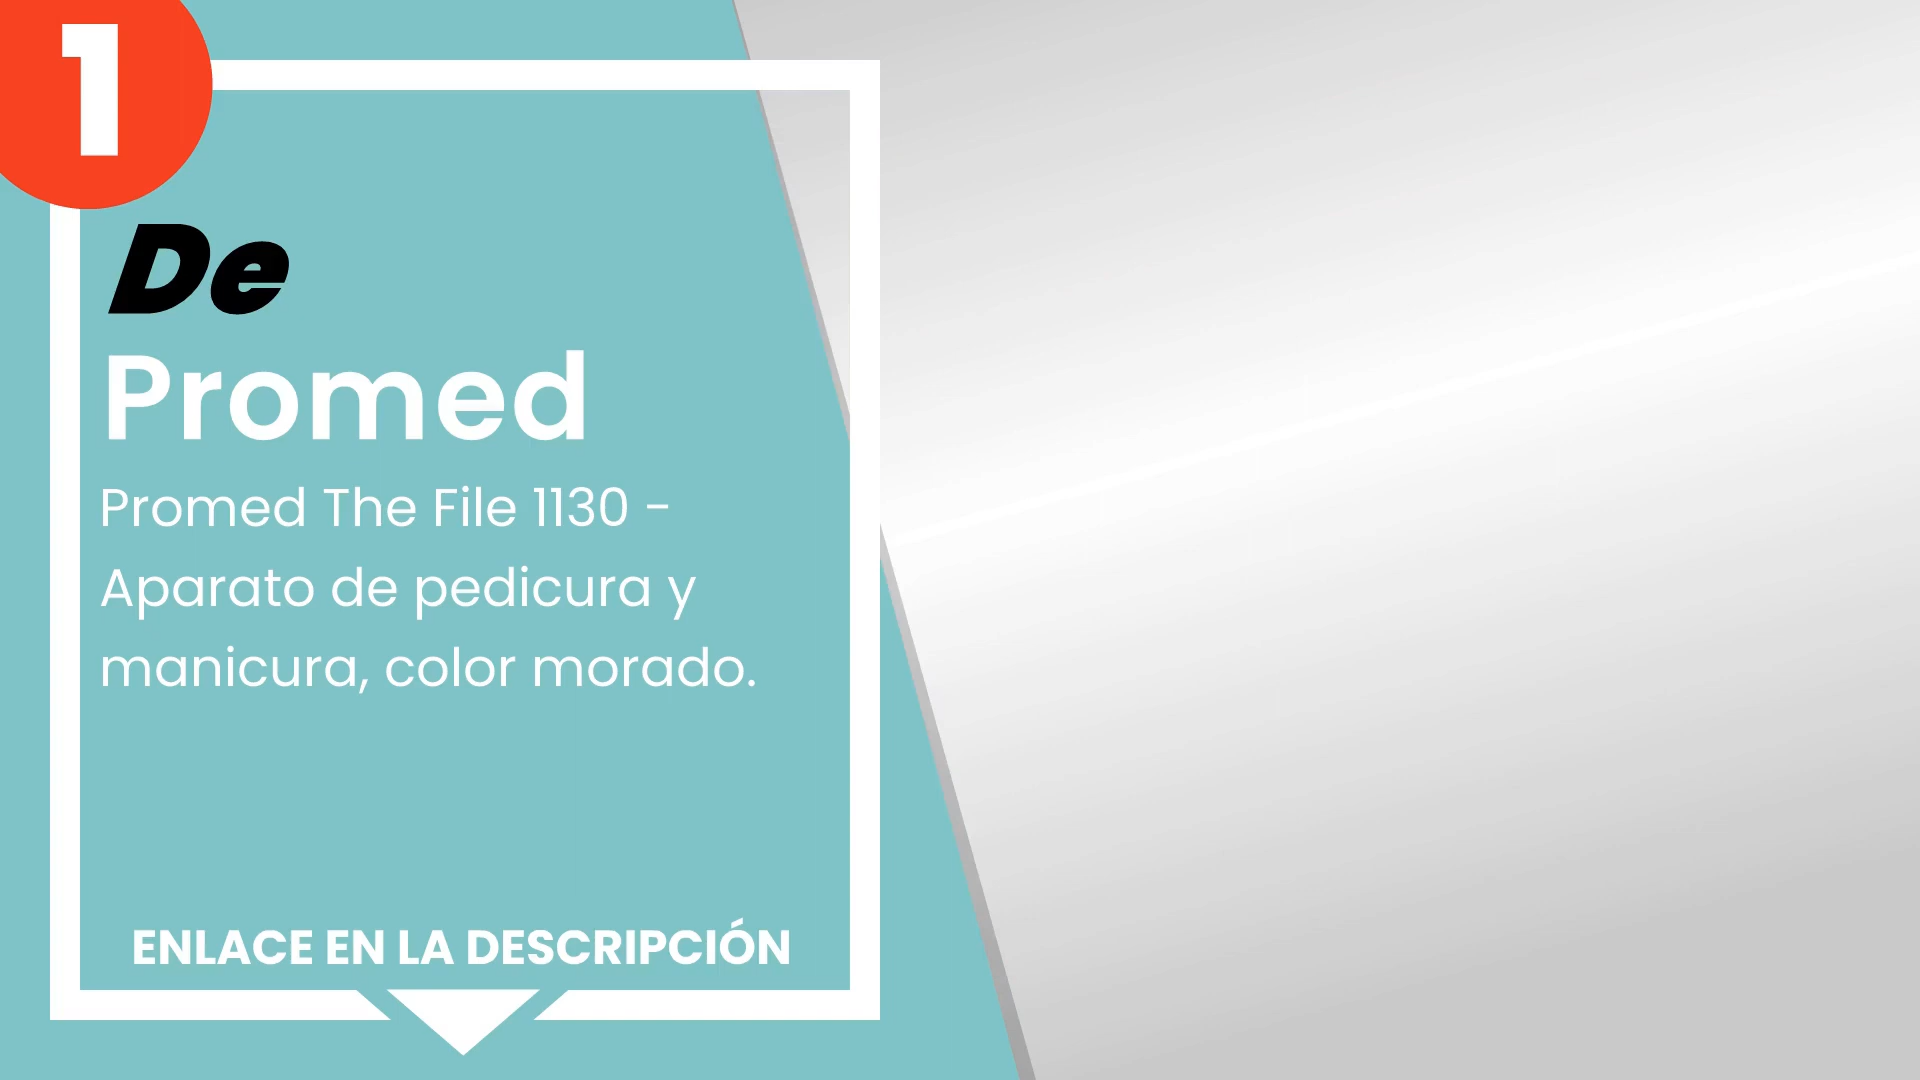 1
De
Promed
Promed The File 1130 -
Aparato de pedicura y
manicura, color morado.
ENLACE EN LA DESCRIPCIÓN